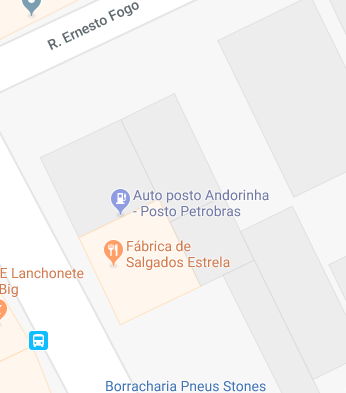 R. Ernesto Fogo
Auto posto Andorinha
- Posto Petrobras
Fábrica de
Salgados Estrela
E Lanchonete
Big
Borracharia Pneus Stones